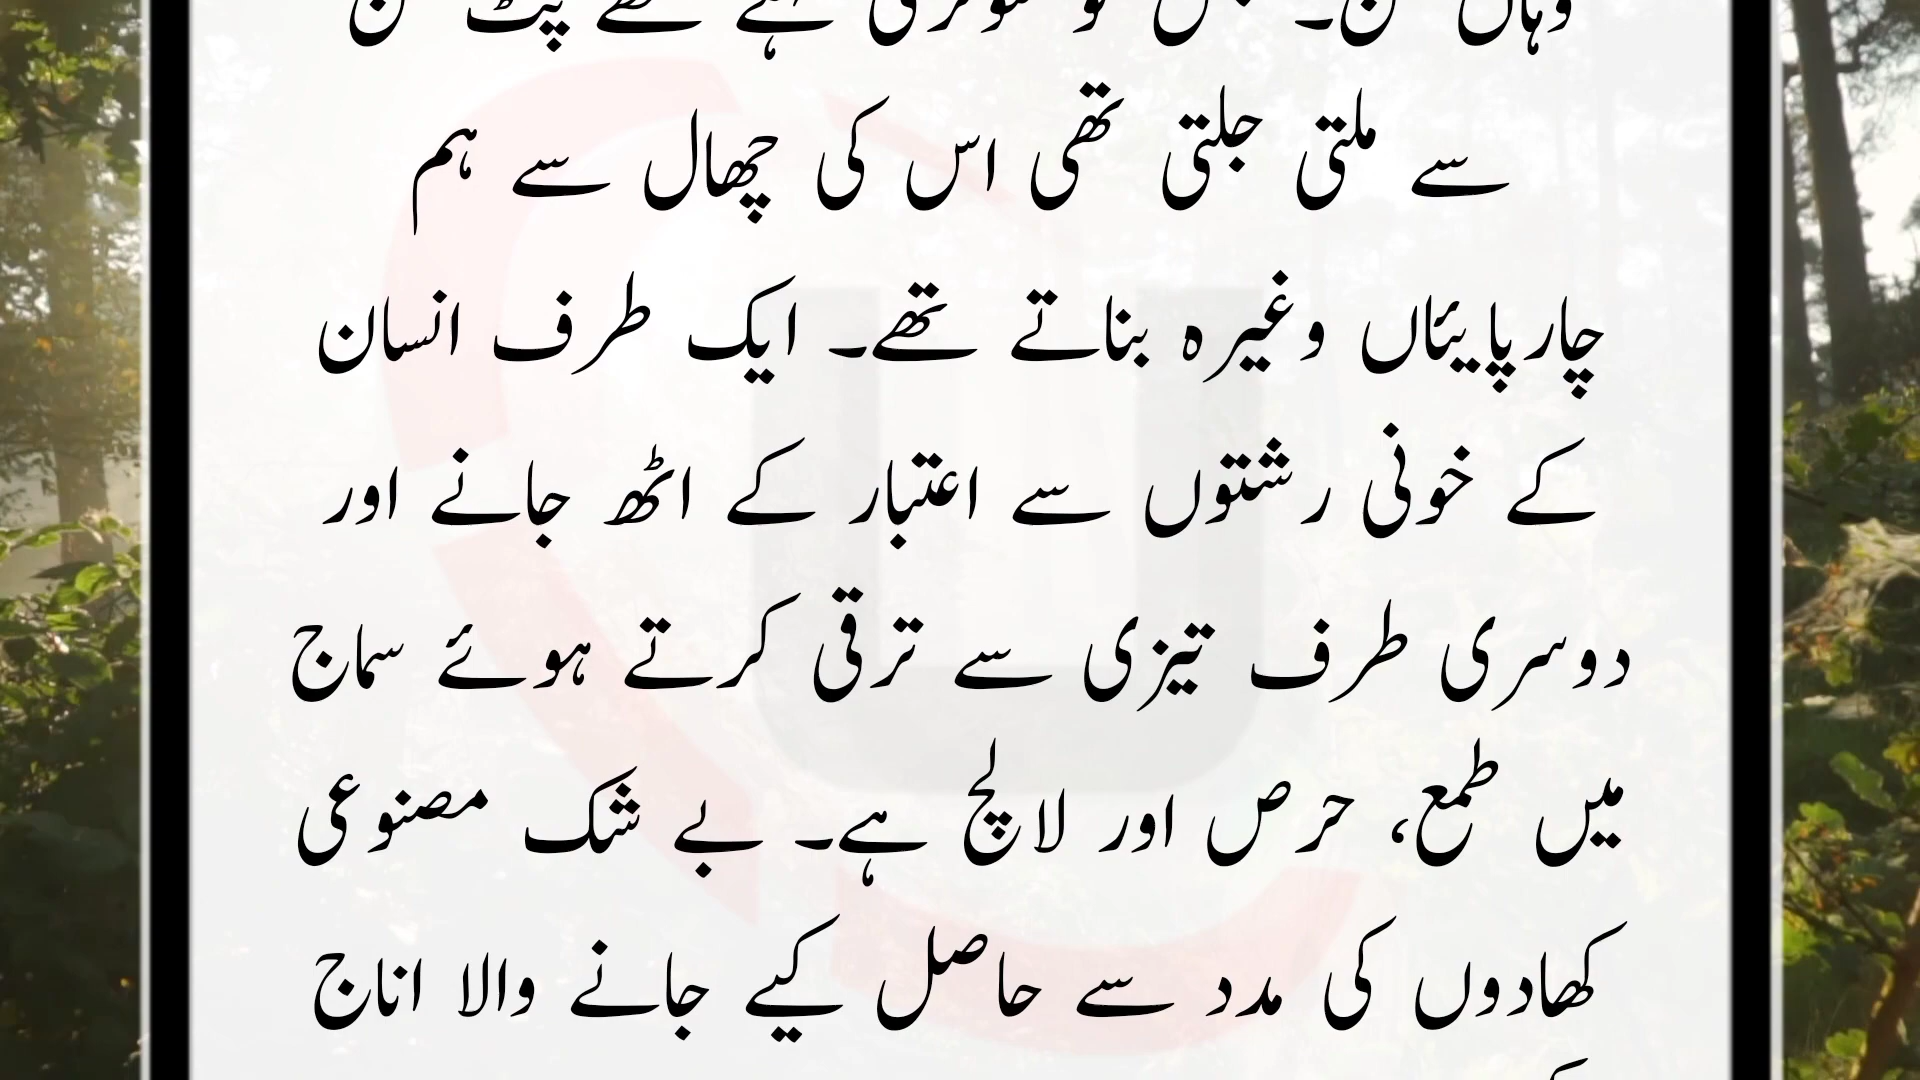 سے ملتی جلتی تھی اس کی چھال سے ہم
چارپایئاں وغیرہ بناتے تھے۔ ایک طرف انسان
کے خونی رشتوں سے اعتبار کے اٹھ جانے اور
دوسری طرف تیزی سے ترقی کرتے ہوئے سماج
میں طمع، حرص اور لالچ ہے۔ بے شک مصنوعی
کھادوں کی مدد سے حاصل کیے جانے والا اناج